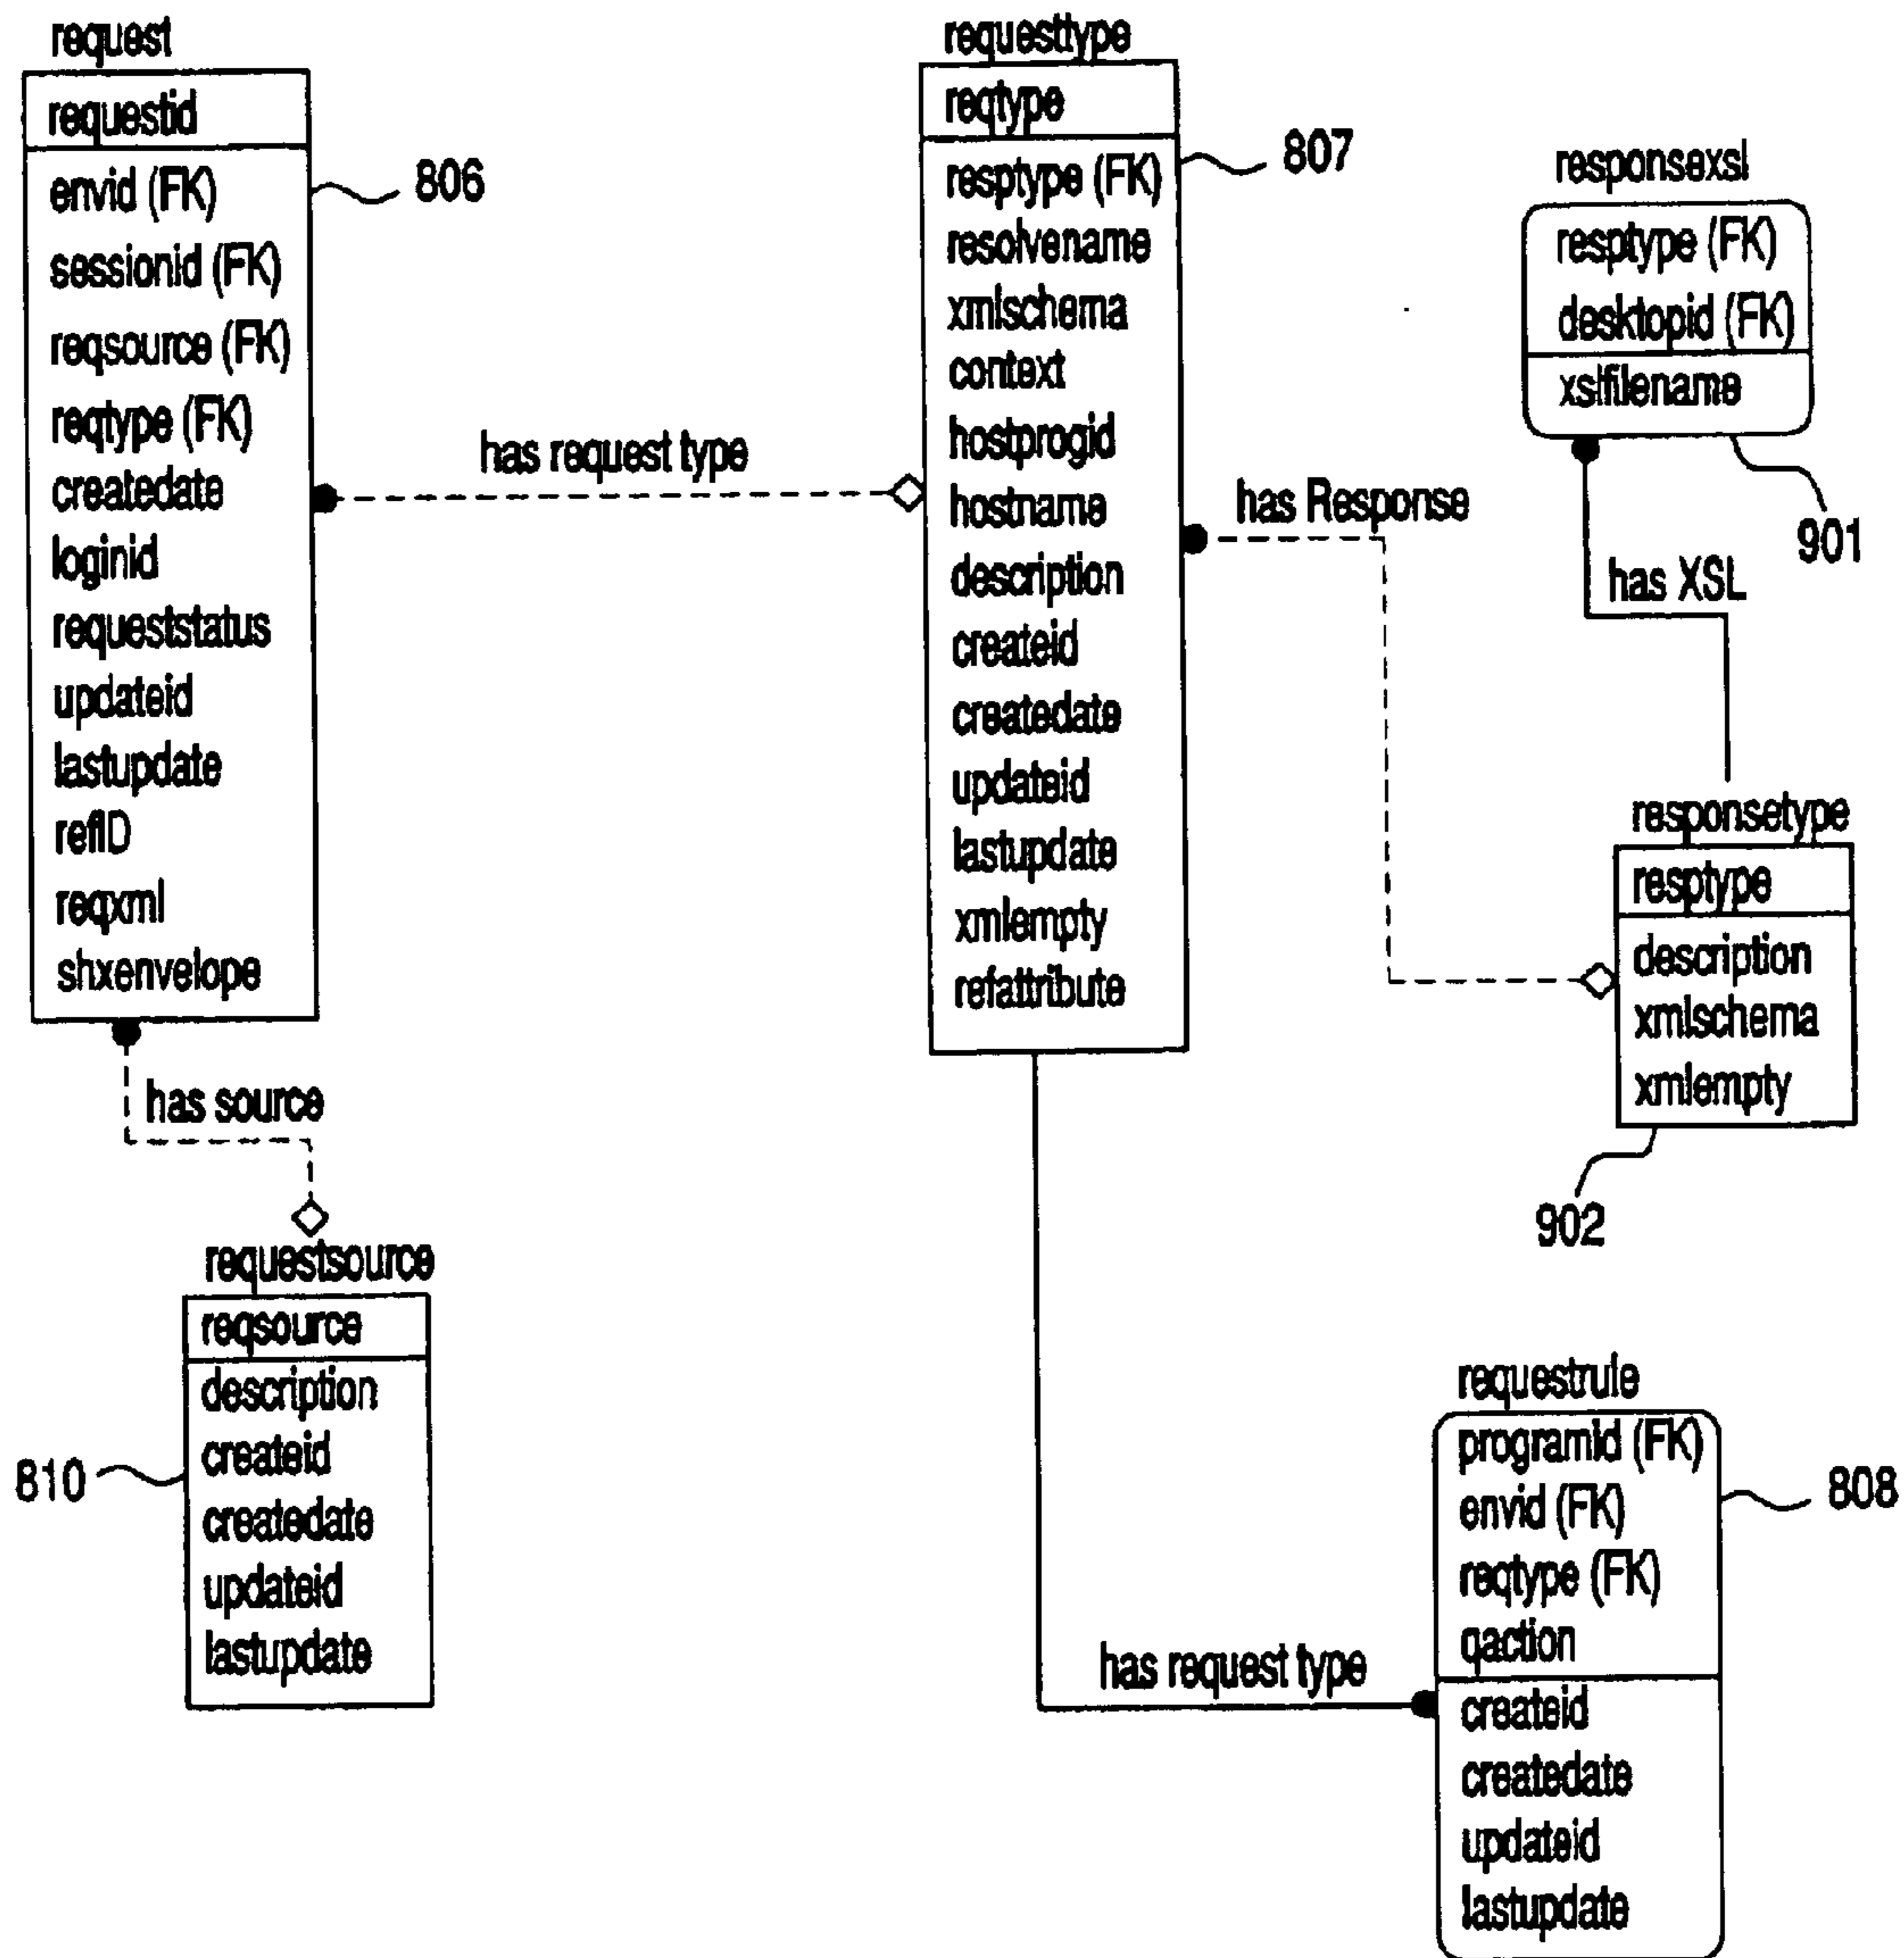 request
requestid
envid (FK)
sessionid (FK)
reqsource (FK)
reqtype (FK)
createdate
loginid
requeststatus
updateid
lastupdate
refID
reqxml
shxenvelope
806
has request type
has source
requestsource
reqsource
description
createid
createdate
updateid
lastupdate
810
requesttype
reqtype
resptype (FK)
resolvename
xmlschema
context
hostprogid
hostname
description
createid
createdate
updateid
lastupdate
xmlempty
refattribute
807
has Response
responsexsl
resptype (FK)
desktopid (FK)
xslfilename
901
has XSL
responsetype
resptype
description
xmlschema
xmlempty
902
has request type
requestrule
programid (FK)
envid (FK)
reqtype (FK)
qaction
createid
createdate
updateid
lastupdate
808